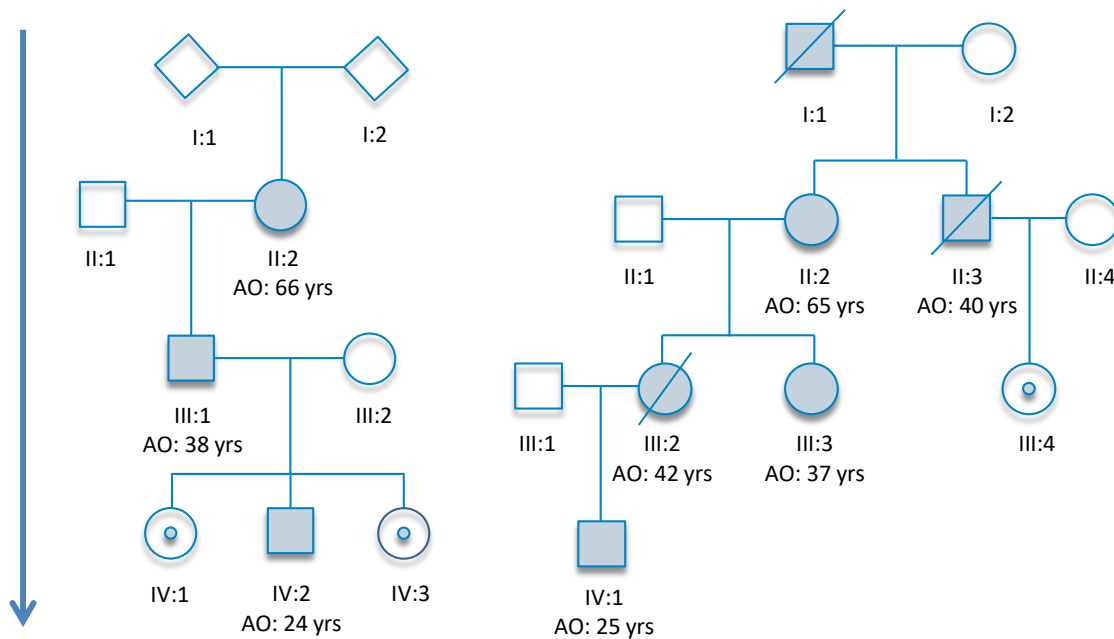 I:1
I:2
II:1
II:2
AO: 66 yrs
III:1
AO: 38 yrs
III:2
IV:1
IV:2
AO: 24 yrs
IV:3
I:1
I:2
II:1
II:2
AO: 65 yrs
II:3
AO: 40 yrs
II:4
III:1
III:2
AO: 42 yrs
III:3
AO: 37 yrs
III:4
IV:1
AO: 25 yrs